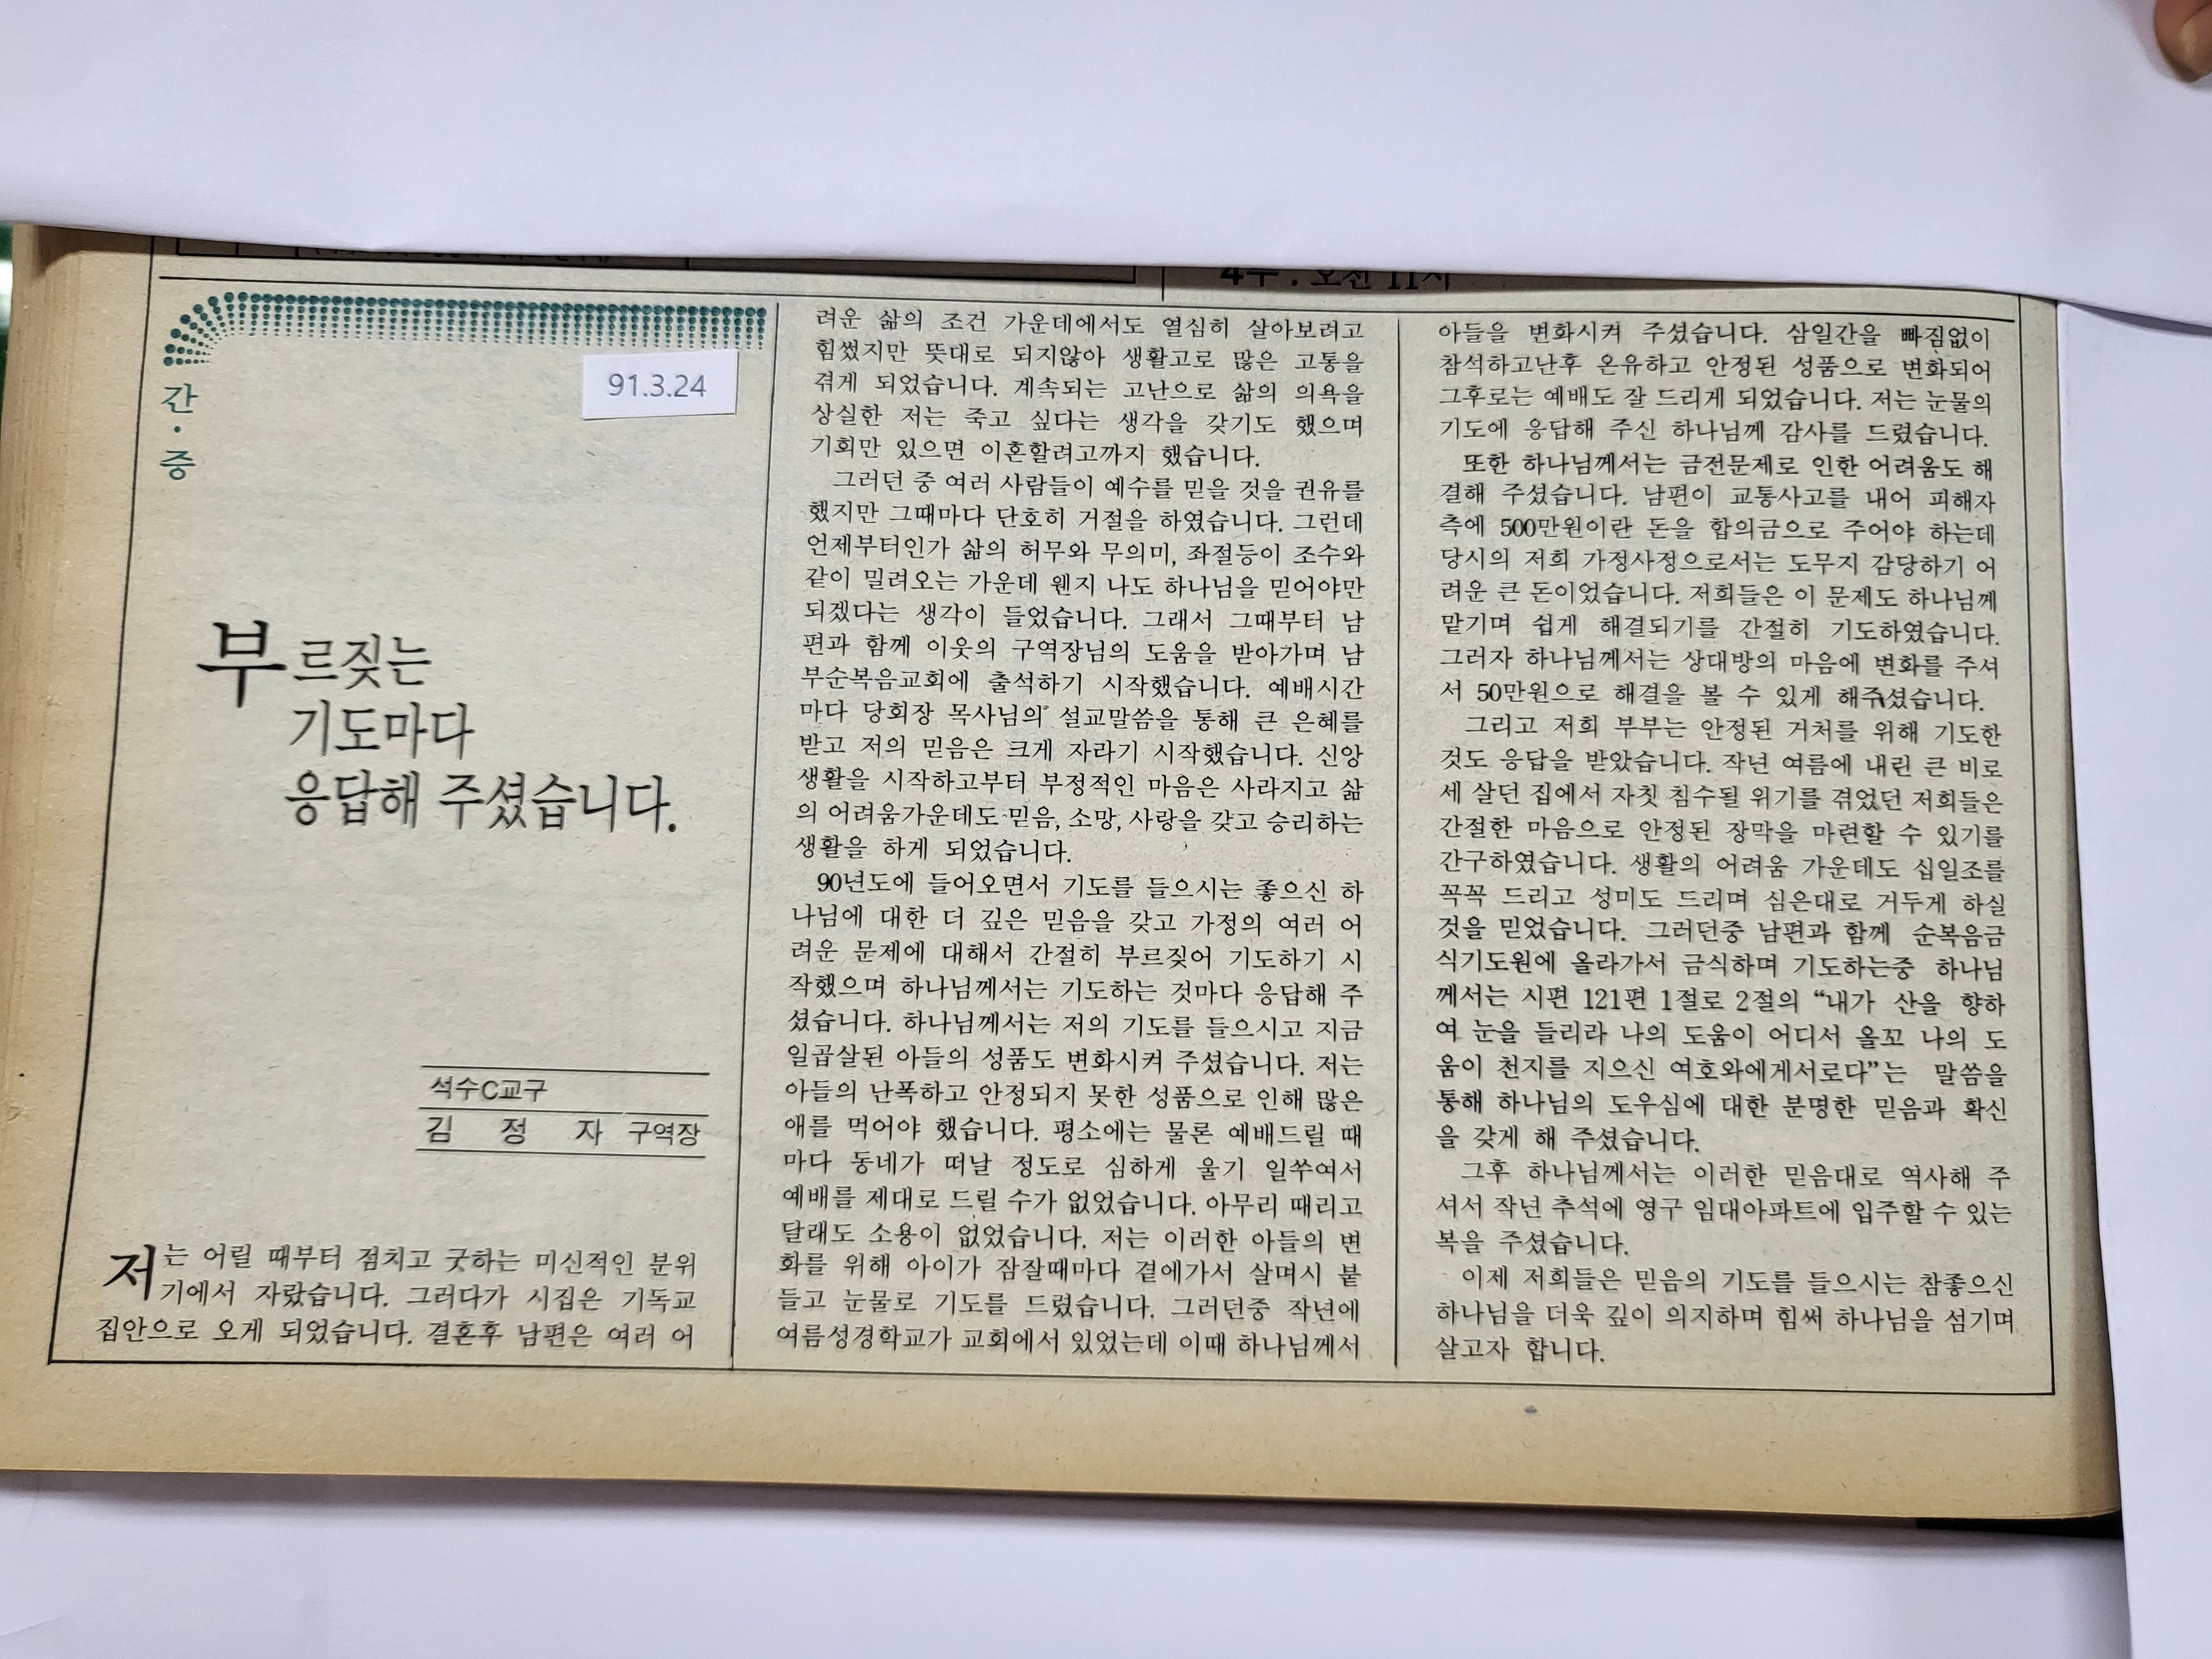 4주 : 오전 11시
91.3.24
간·증
부르짖는
기도마다
응답해 주셨습니다.
석수C교구
김 정 자 구역장
저는 어릴 때부터 점치고 굿하는 미신적인 분위
기에서 자랐습니다. 그러다가 시집은 기독교
집안으로 오게 되었습니다. 결혼후 남편은 여러 어
려운 삶의 조건 가운데에서도 열심히 살아보려고
힘썼지만 뜻대로 되지않아 생활고로 많은 고통을
겪게 되었습니다. 계속되는 고난으로 삶의 의욕을
상실한 저는 죽고 싶다는 생각을 갖기도 했으며
기회만 있으면 이혼할려고까지 했습니다.
그러던 중 여러 사람들이 예수를 믿을 것을 권유를
했지만 그때마다 단호히 거절을 하였습니다. 그런데
언제부터인가 삶의 허무와 무의미, 좌절등이 조수와
같이 밀려오는 가운데 웬지 나도 하나님을 믿어야만
되겠다는 생각이 들었습니다. 그래서 그때부터 남
편과 함께 이웃의 구역장님의 도움을 받아가며 남
부순복음교회에 출석하기 시작했습니다. 예배시간
마다 당회장 목사님의 설교말씀을 통해 큰 은혜를
받고 저의 믿음은 크게 자라기 시작했습니다. 신앙
생활을 시작하고부터 부정적인 마음은 사라지고 삶
의 어려움가운데도 믿음, 소망, 사랑을 갖고 승리하는
생활을 하게 되었습니다.
90년도에 들어오면서 기도를 들으시는 좋으신 하
나님에 대한 더 깊은 믿음을 갖고 가정의 여러 어
려운 문제에 대해서 간절히 부르짖어 기도하기 시
작했으며 하나님께서는 기도하는 것마다 응답해 주
셨습니다. 하나님께서는 저의 기도를 들으시고 지금
일곱살된 아들의 성품도 변화시켜 주셨습니다. 저는
아들의 난폭하고 안정되지 못한 성품으로 인해 많은
애를 먹어야 했습니다. 평소에는 물론 예배드릴 때
마다 동네가 떠날 정도로 심하게 울기 일쑤여서
예배를 제대로 드릴 수가 없었습니다. 아무리 때리고
달래도 소용이 없었습니다. 저는 이러한 아들의 변
화를 위해 아이가 잠잘때마다 곁에가서 살며시 붙
들고 눈물로 기도를 드렸습니다. 그러던중 작년에
여름성경학교가 교회에서 있었는데 이때 하나님께서
아들을 변화시켜 주셨습니다. 삼일간을 빠짐없이
참석하고난후 온유하고 안정된 성품으로 변화되어
그후로는 예배도 잘 드리게 되었습니다. 저는 눈물의
기도에 응답해 주신 하나님께 감사를 드렸습니다.
또한 하나님께서는 금전문제로 인한 어려움도 해
결해 주셨습니다. 남편이 교통사고를 내어 피해자
측에 500만원이란 돈을 합의금으로 주어야 하는데
당시의 저희 가정사정으로서는 도무지 감당하기 어
려운 큰 돈이었습니다. 저희들은 이 문제도 하나님께
맡기며 쉽게 해결되기를 간절히 기도하였습니다.
그러자 하나님께서는 상대방의 마음에 변화를 주셔
서 50만원으로 해결을 볼 수 있게 해주셨습니다.
그리고 저희 부부는 안정된 거처를 위해 기도한
것도 응답을 받았습니다. 작년 여름에 내린 큰 비로
세 살던 집에서 자칫 침수될 위기를 겪었던 저희들은
간절한 마음으로 안정된 장막을 마련할 수 있기를
간구하였습니다. 생활의 어려움 가운데도 십일조를
꼭꼭 드리고 성미도 드리며 심은대로 거두게 하실
것을 믿었습니다. 그러던중 남편과 함께 순복음금
식기도원에 올라가서 금식하며 기도하는중 하나님
께서는 시편 121편 1절로 2절의 “내가 산을 향하
여 눈을 들리라 나의 도움이 어디서 올꼬 나의 도
움이 천지를 지으신 여호와에게서로다”는 말씀을
통해 하나님의 도우심에 대한 분명한 믿음과 확신
을 갖게 해 주셨습니다.
그후 하나님께서는 이러한 믿음대로 역사해 주
셔서 작년 추석에 영구 임대아파트에 입주할 수 있는
복을 주셨습니다.
이제 저희들은 믿음의 기도를 들으시는 참좋으신
하나님을 더욱 깊이 의지하며 힘써 하나님을 섬기며
살고자 합니다.